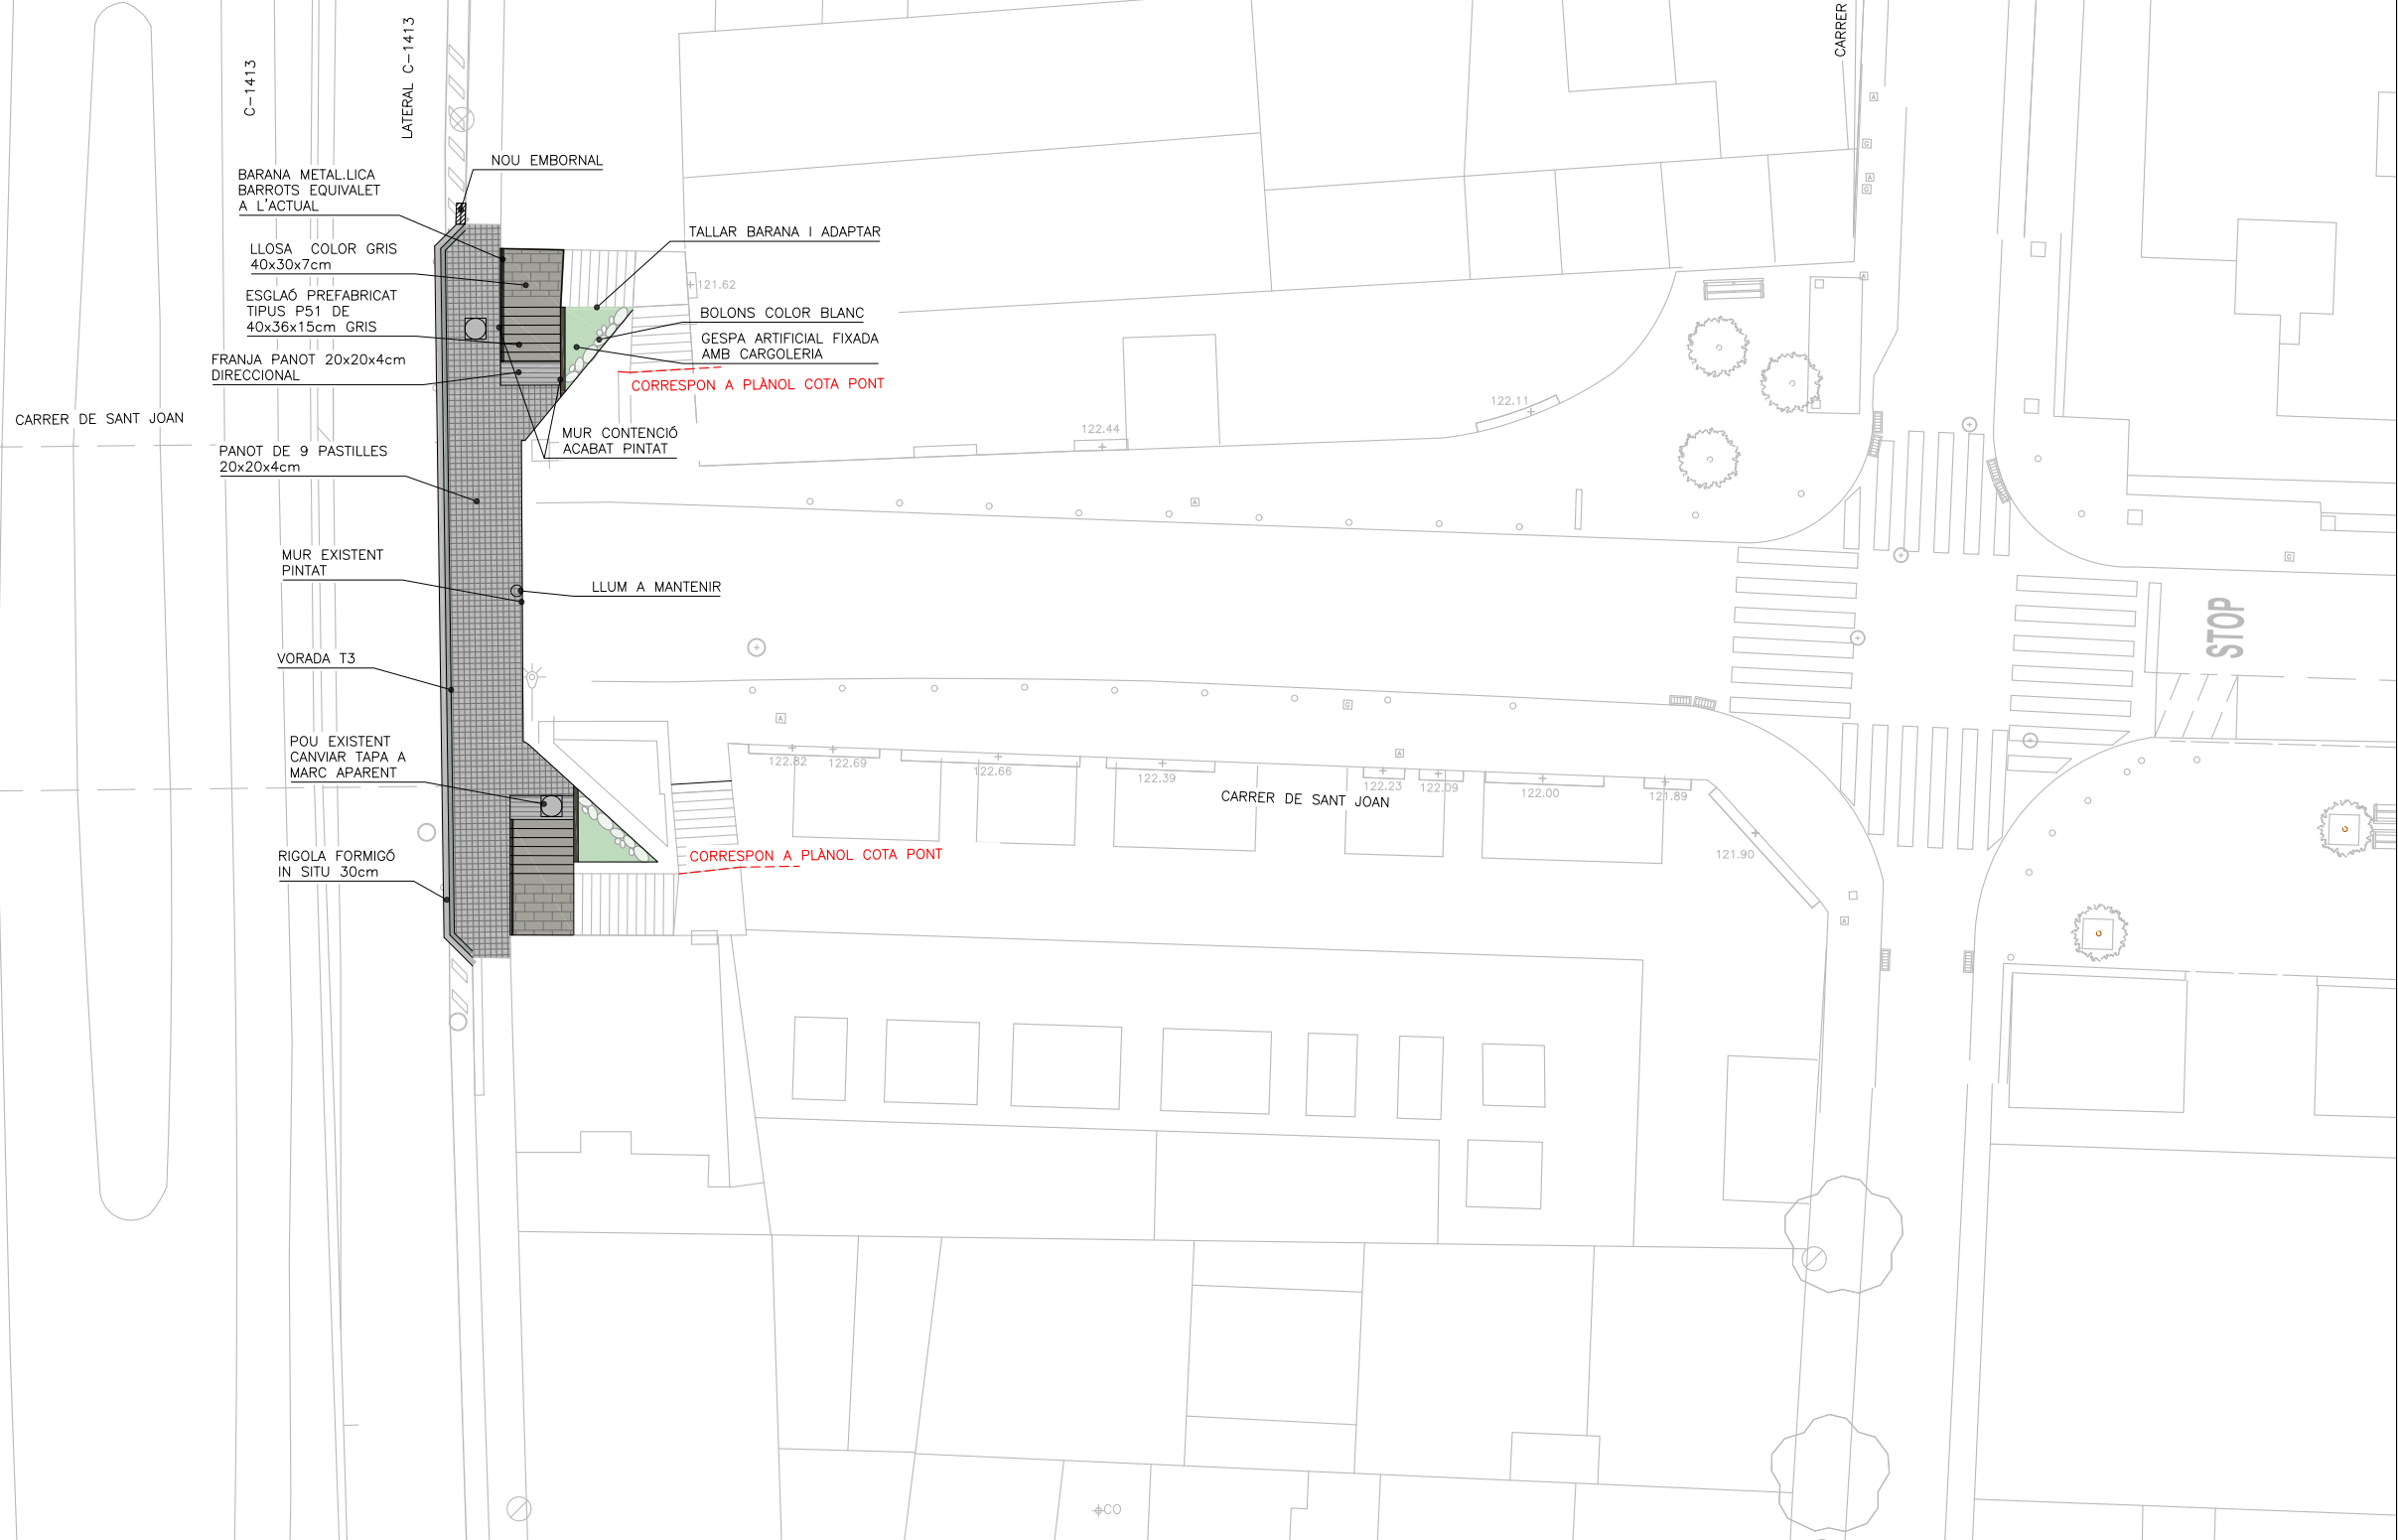 C-1413
LATERAL C-1413
CARRER
NOU EMBORNAL
BARANA METAL.LICA
BARROTS EQUIVALET
A L'ACTUAL
TALLAR BARANA I ADAPTAR
LLOSA COLOR GRIS
40x30x7cm
121.62
ESGLAÓ PREFABRICAT
TIPUS P51 DE
40x36x15cm GRIS
BOLONS COLOR BLANC
GESPA ARTIFICIAL FIXADA
AMB CARGOLERIA
FRANJA PANOT 20x20x4cm
DIRECCIONAL
CORRESPON A PLÀNOL COTA PONT
CARRER DE SANT JOAN
122.11
122.44
MUR CONTENCIÓ
ACABAT PINTAT
PANOT DE 9 PASTILLES
20x20x4cm
MUR EXISTENT
PINTAT
LLUM A MANTENIR
STOP
VORADA T3
POU EXISTENT
CANVIAR TAPA A
MARC APARENT
122.82
122.69
122.66
122.39
122.23
122.09
122.00
121.89
CARRER DE SANT JOAN
121.90
CORRESPON A PLÀNOL COTA PONT
RIGOLA FORMIGÓ
IN SITU 30cm
CO
A
G
A
G
A
A
G
A
G
A
A